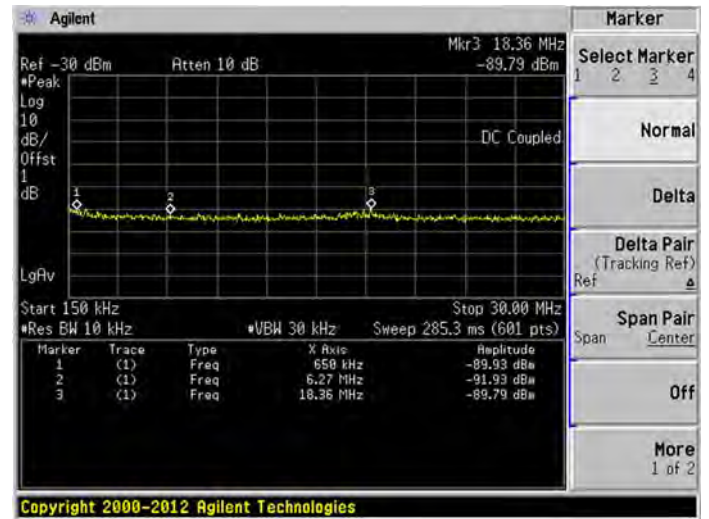 Agilent
Marker
Mkr3 18.36 MHz
Ref -30 dBm Atten 10 dB -89.79 dBm
#Peak
Log
10
dB/
Offst
1
dB
DC Coupled
1
2
3
LgAv
Start 150 kHz Stop 30.00 MHz
#Res BW 10 kHz #VBW 30 kHz Sweep 285.3 ms (601 pts)
Marker Trace Type X Axis Amplitude
1 (1) Freq 650 kHz -89.93 dBm
2 (1) Freq 6.27 MHz -91.93 dBm
3 (1) Freq 18.36 MHz -89.79 dBm
Select Marker
1 2 3 4
Normal
Delta
Delta Pair
(Tracking Ref)
Ref Δ
Span Pair
Span Center
Off
More
1 of 2
Copyright 2000-2012 Agilent Technologies